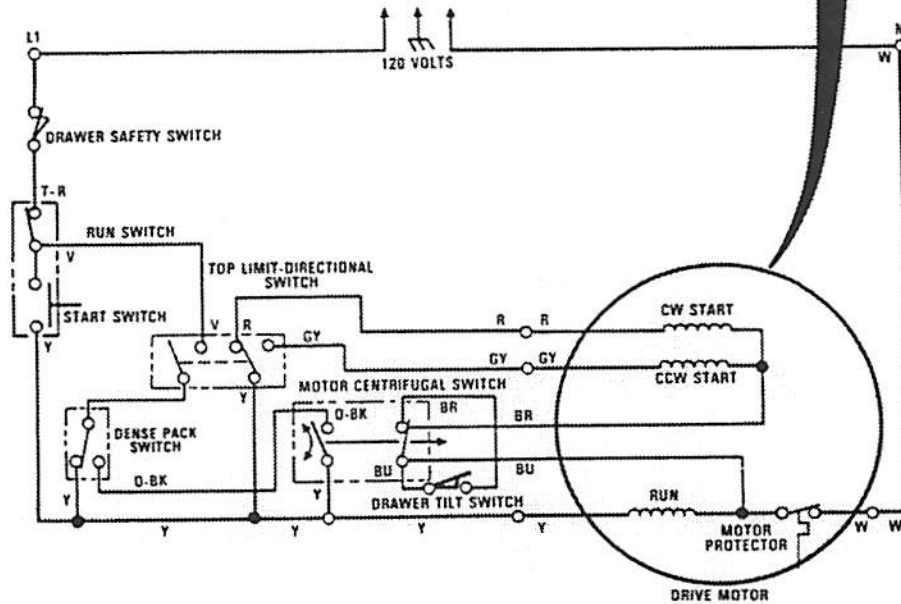 L1
N
W
120 VOLTS
DRAWER SAFETY SWITCH
T-R
RUN SWITCH
V
TOP LIMIT-DIRECTIONAL
SWITCH
START SWITCH
Y
V R
GY
Y
R R
CW START
GY GY
CCW START
MOTOR CENTRIFUGAL SWITCH
O-BK
BR
BR
DENSE PACK
SWITCH
O-BK
Y
BU
BU
Y
DRAWER TILT SWITCH
RUN
Y Y Y Y
MOTOR
PROTECTOR
W W
DRIVE MOTOR